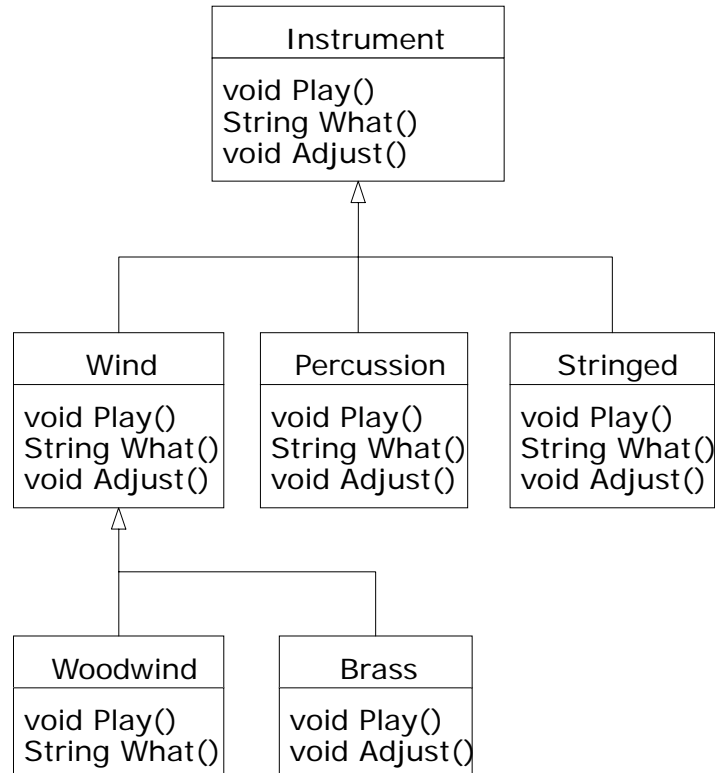 Instrument
void Play()
String What()
void Adjust()
Wind
void Play()
String What()
void Adjust()
Percussion
void Play()
String What()
void Adjust()
Stringed
void Play()
String What()
void Adjust()
Woodwind
void Play()
String What()
Brass
void Play()
void Adjust()